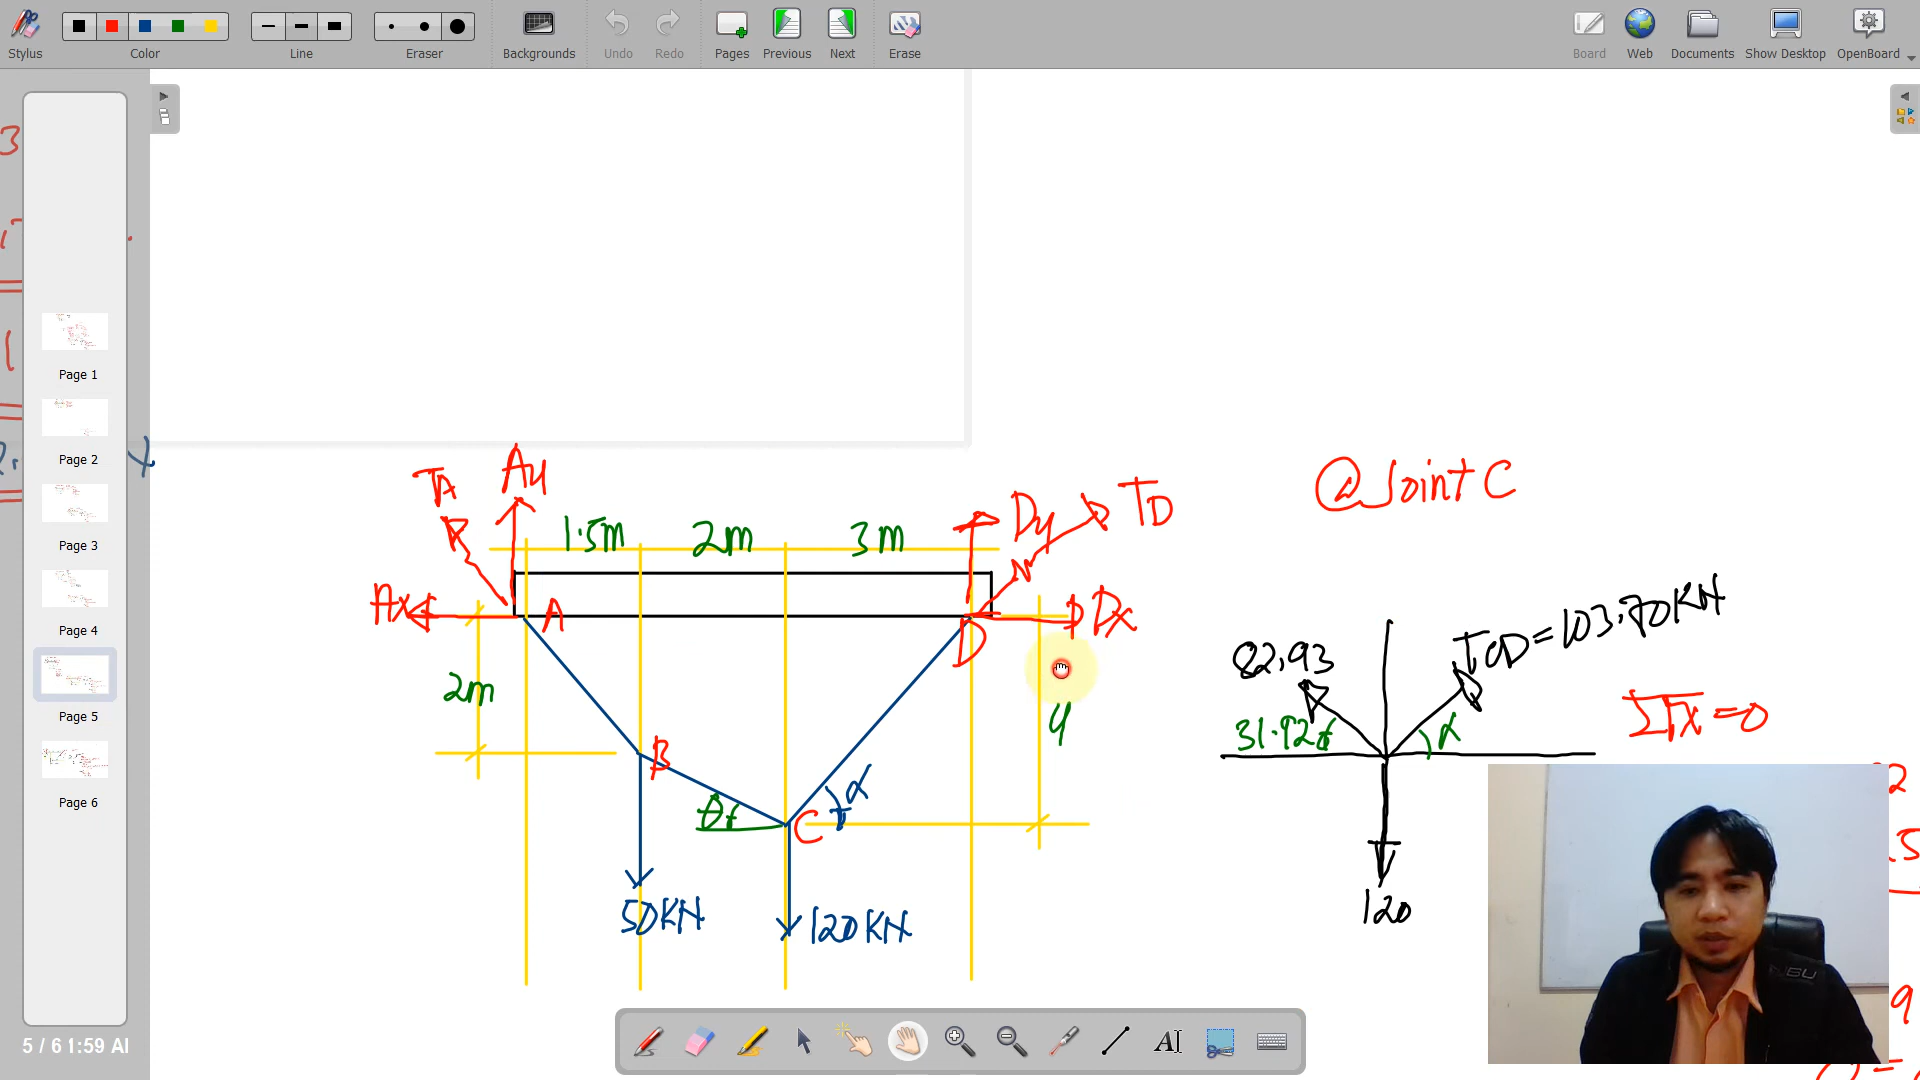 Stylus
Color
Line
Eraser
Backgrounds
Undo
Redo
Pages
Previous
Next
Erase
Board
Web
Documents
Show Desktop
OpenBoard
Page 1
Page 2
Page 3
Page 4
Page 5
Page 6
5 / 6 1:59 AI
TA
Ay
1.5m
2m
3m
Dy
TD
Ax
A
D
Dx
2m
B
y
θ
C
α
50KN
120KN
@ Joint C
82.93
TCD = 103.70KN
31.92
α
ΣFx = 0
120